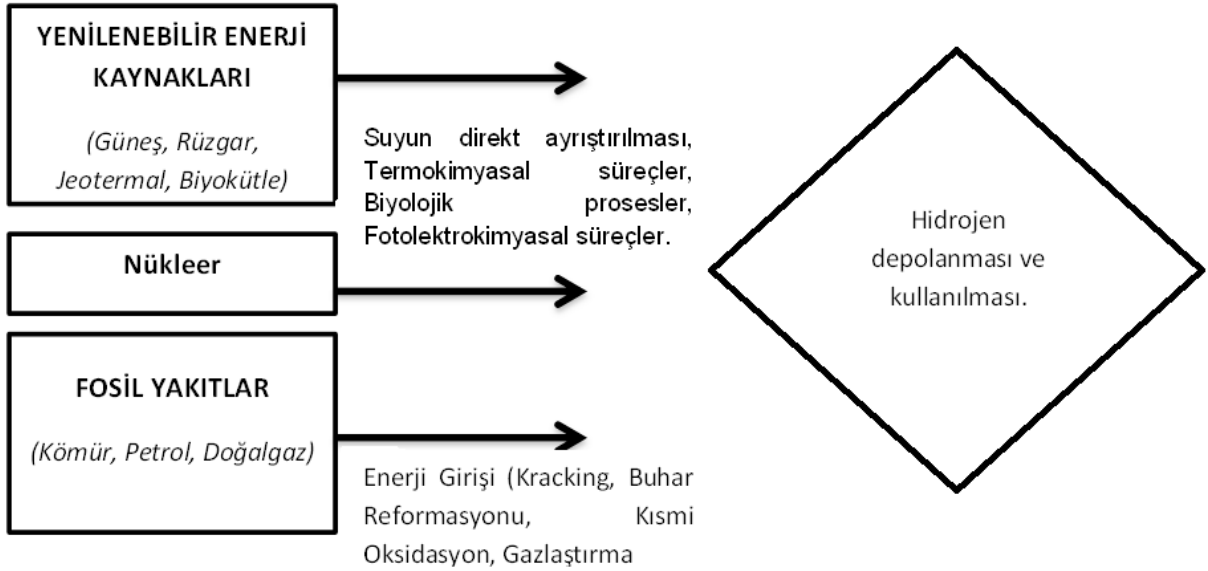 YENİLENEBİLİR ENERJİ
KAYNAKLARI
(Güneş, Rüzgar,
Jeotermal, Biyokütle)
Suyun direkt ayrıştırılması,
Termokimyasal süreçler,
Biyolojik prosesler,
Fotolektrokimyasal süreçler.
Nükleer
FOSİL YAKITLAR
(Kömür, Petrol, Doğalgaz)
Enerji Girişi (Kracking, Buhar
Reformasyonu, Kısmi
Oksidasyon, Gazlaştırma
Hidrojen
depolanması ve
kullanılması.